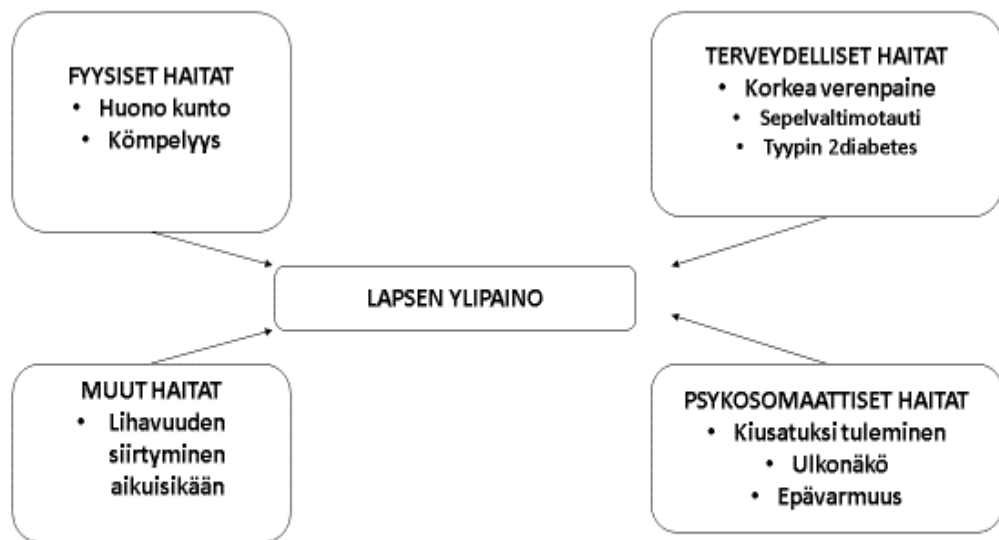 FYYSISET HAITAT
• Huono kunto
• Kömpelyys
TERVEYDELLISET HAITAT
• Korkea verenpaine
• Sepelvaltimotauti
• Tyypin 2diabetes
LAPSEN YLIPAINO
MUUT HAITAT
• Lihavuuden
siirtyminen
aikuisikään
PSYKOSOMAATTISET HAITAT
• Kiusatuksi tuleminen
• Ulkonäkö
• Epävarmuus